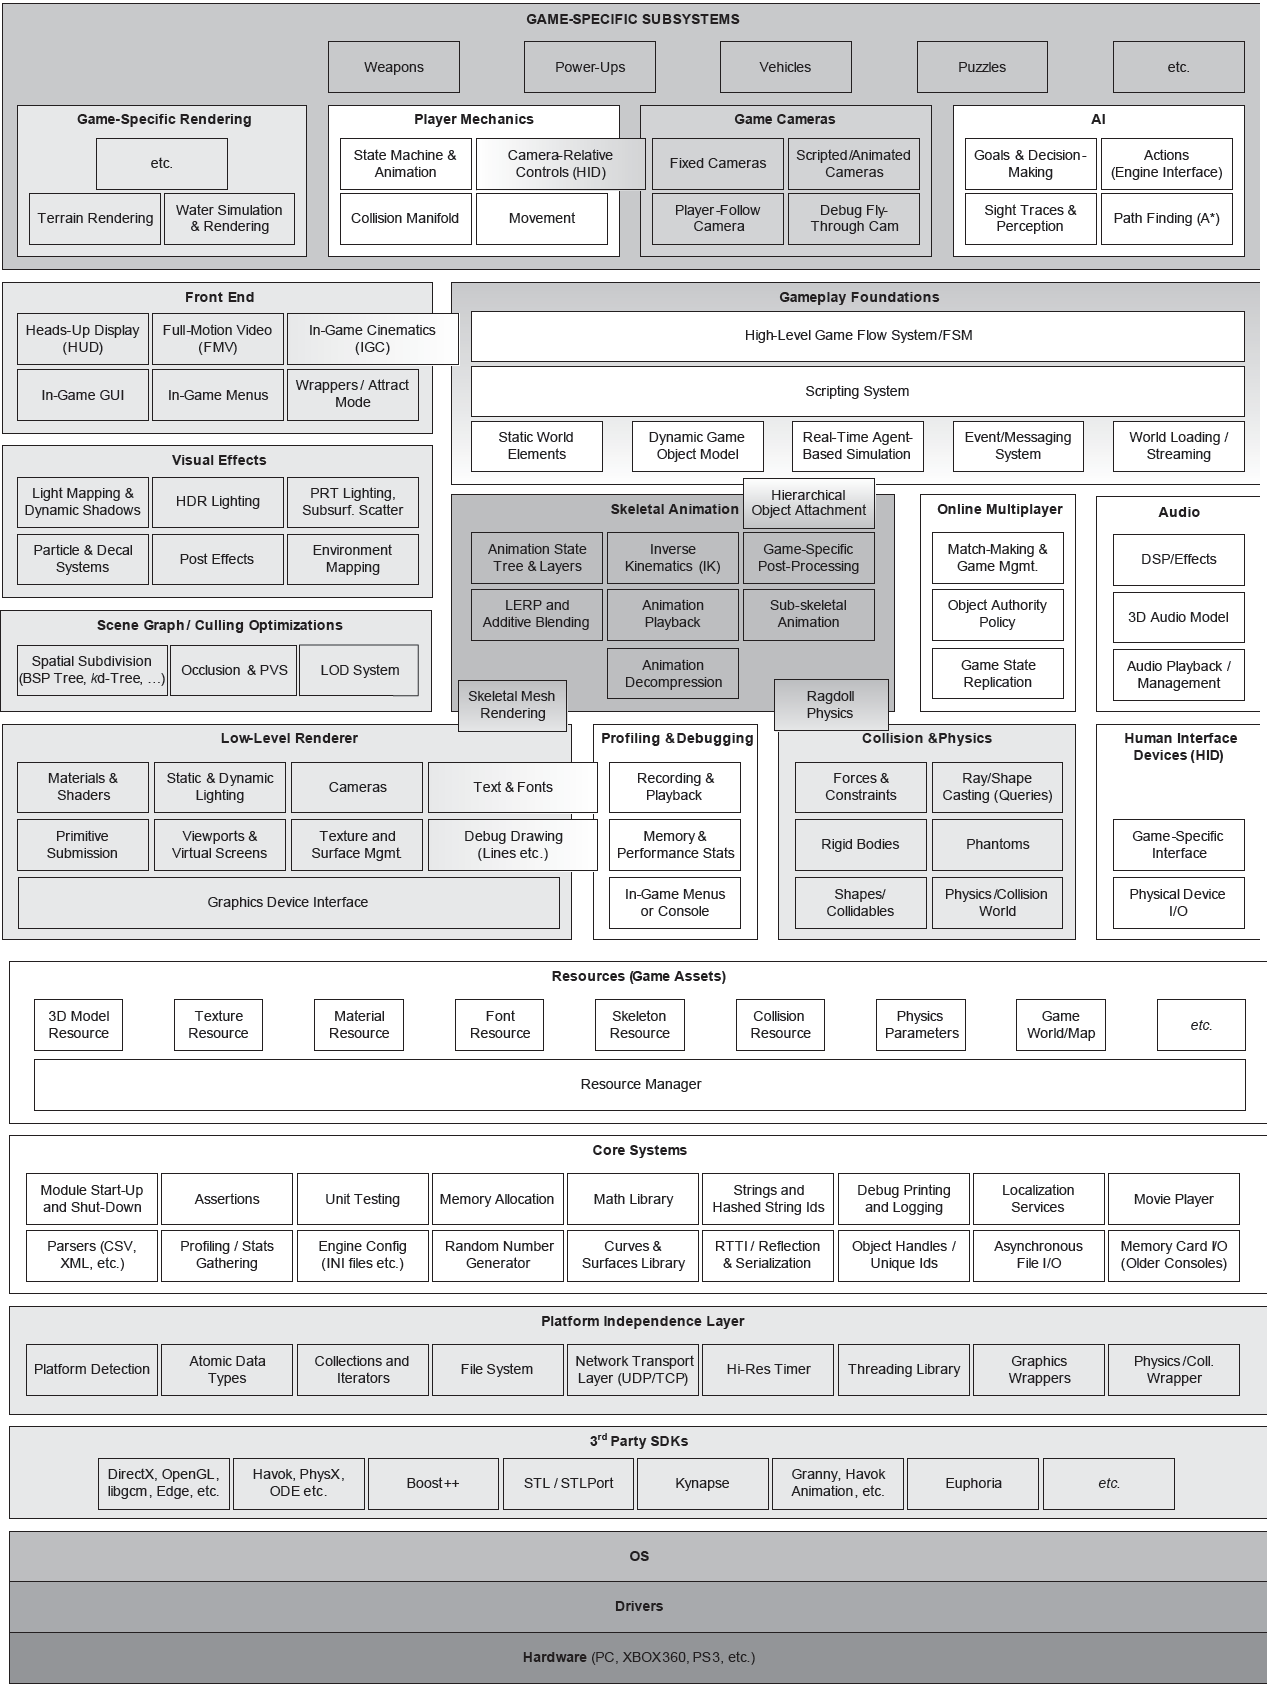 GAME-SPECIFIC SUBSYSTEMS
Weapons
Power-Ups
Vehicles
Puzzles
etc.
Game-Specific Rendering
etc.
Terrain Rendering
Water Simulation
& Rendering
Player Mechanics
State Machine &
Animation
Camera-Relative
Controls (HID)
Collision Manifold
Movement
Game Cameras
Fixed Cameras
Scripted/Animated
Cameras
Player-Follow
Camera
Debug Fly-
Through Cam
AI
Goals & Decision-
Making
Actions
(Engine Interface)
Sight Traces &
Perception
Path Finding (A*)
Front End
Heads-Up Display
(HUD)
Full-Motion Video
(FMV)
In-Game Cinematics
(IGC)
In-Game GUI
In-Game Menus
Wrappers / Attract
Mode
Gameplay Foundations
High-Level Game Flow System/FSM
Scripting System
Static World
Elements
Dynamic Game
Object Model
Real-Time Agent-
Based Simulation
Event/Messaging
System
World Loading /
Streaming
Visual Effects
Light Mapping &
Dynamic Shadows
HDR Lighting
PRT Lighting,
Subsurf. Scatter
Particle & Decal
Systems
Post Effects
Environment
Mapping
Skeletal Animation
Hierarchical
Object Attachment
Animation State
Tree & Layers
Inverse
Kinematics (IK)
Game-Specific
Post-Processing
LERP and
Additive Blending
Animation
Playback
Sub-skeletal
Animation
Animation
Decompression
Skeletal Mesh
Rendering
Ragdoll
Physics
Online Multiplayer
Match-Making &
Game Mgmt.
Object Authority
Policy
Game State
Replication
Audio
DSP/Effects
3D Audio Model
Audio Playback /
Management
Scene Graph / Culling Optimizations
Spatial Subdivision
(BSP Tree, kd-Tree, …)
Occlusion & PVS
LOD System
Low-Level Renderer
Materials &
Shaders
Static & Dynamic
Lighting
Cameras
Text & Fonts
Primitive
Submission
Viewports &
Virtual Screens
Texture and
Surface Mgmt.
Debug Drawing
(Lines etc.)
Graphics Device Interface
Profiling & Debugging
Recording &
Playback
Memory &
Performance Stats
In-Game Menus
or Console
Collision & Physics
Forces &
Constraints
Ray/Shape
Casting (Queries)
Rigid Bodies
Phantoms
Shapes/
Collidables
Physics/Collision
World
Human Interface
Devices (HID)
Game-Specific
Interface
Physical Device
I/O
Resources (Game Assets)
3D Model
Resource
Texture
Resource
Material
Resource
Font
Resource
Skeleton
Resource
Collision
Resource
Physics
Parameters
Game
World/Map
etc.
Resource Manager
Core Systems
Module Start-Up
and Shut-Down
Assertions
Unit Testing
Memory Allocation
Math Library
Strings and
Hashed String Ids
Debug Printing
and Logging
Localization
Services
Movie Player
Parsers (CSV,
XML, etc.)
Profiling / Stats
Gathering
Engine Config
(INI files etc.)
Random Number
Generator
Curves &
Surfaces Library
RTTI / Reflection
& Serialization
Object Handles /
Unique Ids
Asynchronous
File I/O
Memory Card I/O
(Older Consoles)
Platform Independence Layer
Platform Detection
Atomic Data
Types
Collections and
Iterators
File System
Network Transport
Layer (UDP/TCP)
Hi-Res Timer
Threading Library
Graphics
Wrappers
Physics/Coll.
Wrapper
3rd Party SDKs
DirectX, OpenGL,
libgcm, Edge, etc.
Havok, PhysX,
ODE etc.
Boost++
STL / STLPort
Kynapse
Granny, Havok
Animation, etc.
Euphoria
etc.
OS
Drivers
Hardware (PC, XBOX360, PS3, etc.)